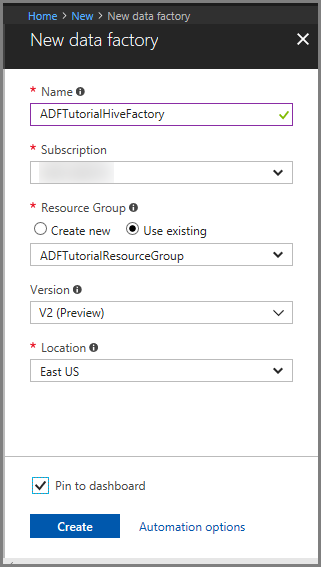 Home > New > New data factory
New data factory
* Name
ADFTutorialHiveFactory
* Subscription
* Resource Group
Create new Use existing
ADFTutorialResourceGroup
Version
V2 (Preview)
* Location
East US
Pin to dashboard
Create Automation options